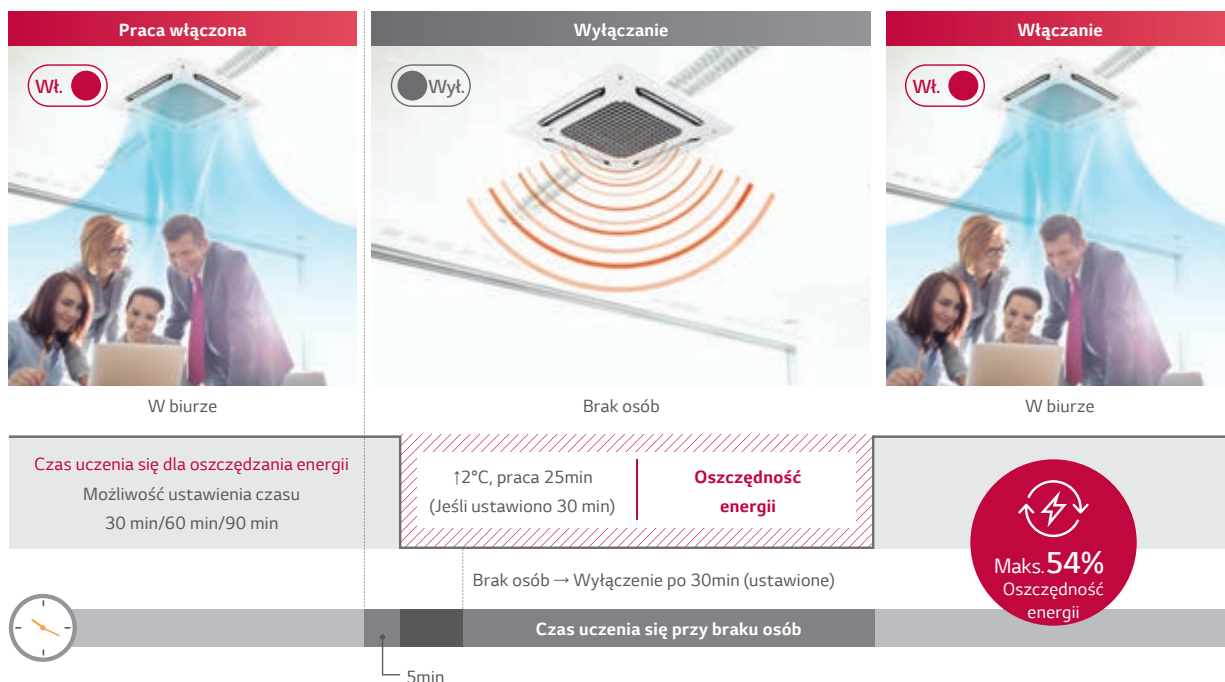 Praca włączona
Wyłączanie
Włączanie
Wł.
Wył.
Wł.
W biurze
Brak osób
W biurze
Czas uczenia się dla oszczędzania energii
Możliwość ustawienia czasu
30 min/60 min/90 min
↑2°C, praca 25min
(Jeśli ustawiono 30 min)
Oszczędność
energii
Maks.54%
Oszczędność
energii
Brak osób → Wyłączenie po 30min (ustawione)
Czas uczenia się przy braku osób
5min